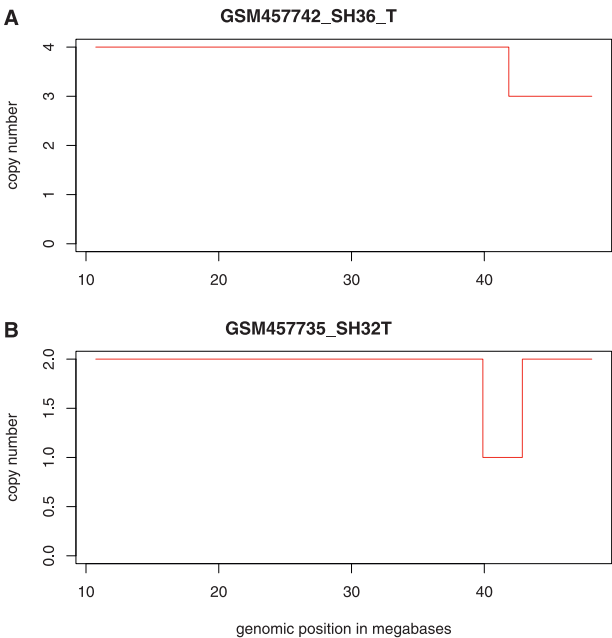 A
GSM457742_SH36_T
copy number
4
3
2
1
0
10 20 30 40
B
GSM457735_SH32T
copy number
2.0
1.5
1.0
0.5
0.0
10 20 30 40
genomic position in megabases